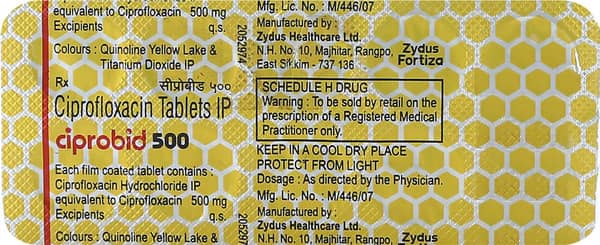 equivalent to Ciprofloxacin 500 mg
Excipients q.s.
Colours : Quinoline Yellow Lake &
Titanium Dioxide IP
Rx सीप्रोबीड ५००
Ciprofloxacin Tablets IP
ciprobid 500
Each film coated tablet contains :
Ciprofloxacin Hydrochloride IP
equivalent to Ciprofloxacin 500 mg
Excipients q.s.
Colours : Quinoline Yellow Lake &
2052974
2052974
Mfg. Lic. No. : M/446/07
Manufactured by :
Zydus Healthcare Ltd.
N.H. No. 10, Majhitar, Rangpo,
East Sikkim - 737 136
Zydus
Fortiza
SCHEDULE H DRUG
Warning : To be sold by retail on the
prescription of a Registered Medical
Practitioner only.
KEEP IN A COOL DRY PLACE
PROTECT FROM LIGHT
Dosage : As directed by the Physician.
Mfg. Lic. No. : M/446/07
Manufactured by :
Zydus Healthcare Ltd.
N.H. No. 10, Majhitar, Rangpo,
Zydus